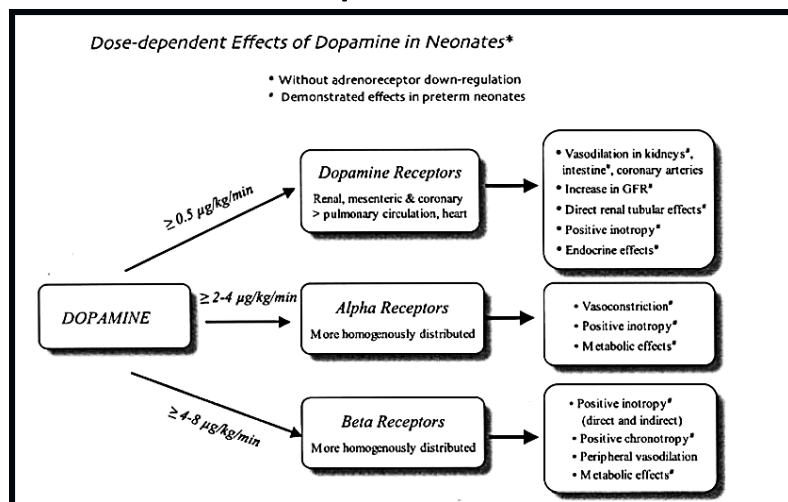 Dose-dependent Effects of Dopamine in Neonates*
* Without adrenoreceptor down-regulation
# Demonstrated effects in preterm neonates
≥0.5 μg/kg/min
Dopamine Receptors
Renal, mesenteric & coronary
> pulmonary circulation, heart
• Vasodilation in kidneys#,
intestine#, coronary arteries
• Increase in GFR#
• Direct renal tubular effects#
• Positive inotropy#
• Endocrine effects#
DOPAMINE
≥ 2-4 μg/kg/min
Alpha Receptors
More homogenously distributed
• Vasoconstriction#
• Positive inotropy#
• Metabolic effects#
≥4-8 μg/kg/min
Beta Receptors
More homogenously distributed
• Positive inotropy#
(direct and indirect)
• Positive chronotropy#
• Peripheral vasodilation
• Metabolic effects#